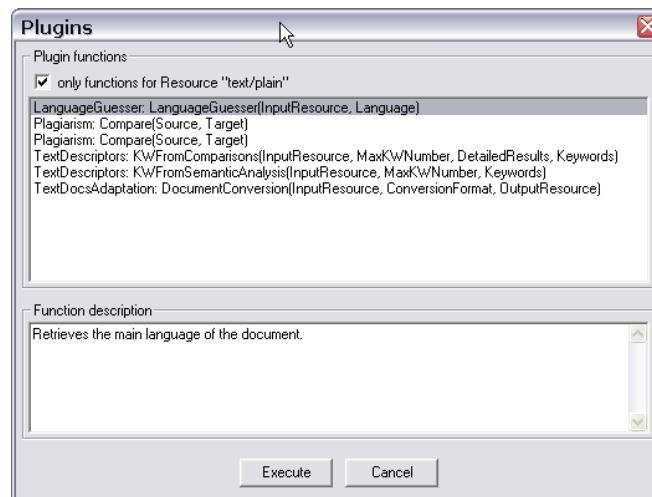 Plugins
Plugin functions
only functions for Resource "text/plain"
LanguageGuesser: LanguageGuesser(InputResource, Language)
Plagiarism: Compare(Source, Target)
Plagiarism: Compare(Source, Target)
TextDescriptors: KWFromComparisons(InputResource, MaxKWNumber, DetailedResults, Keywords)
TextDescriptors: KWFromSemanticAnalysis(InputResource, MaxKWNumber, Keywords)
TextDocsAdaptation: DocumentConversion(InputResource, ConversionFormat, OutputResource)
Function description
Retrieves the main language of the document.
Execute Cancel